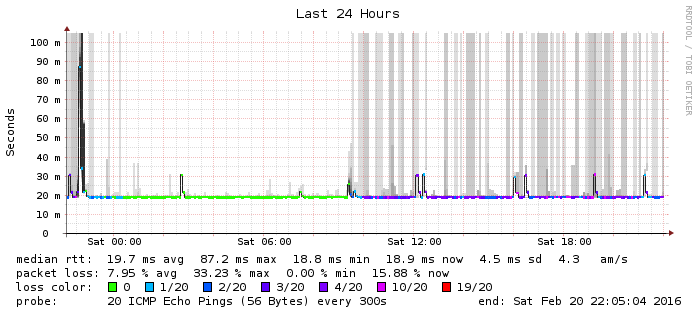 Last 24 Hours
RRDTOOL / TOBI OETIKER
Seconds
100 m
90 m
80 m
70 m
60 m
50 m
40 m
30 m
20 m
10 m
0
Sat 00:00 Sat 06:00 Sat 12:00 Sat 18:00
median rtt: 19.7 ms avg 87.2 ms max 18.8 ms min 18.9 ms now 4.5 ms sd 4.3 am/s
packet loss: 7.95 % avg 33.23 % max 0.00 % min 15.88 % now
loss color: 0 1/20 2/20 3/20 4/20 10/20 19/20
probe: 20 ICMP Echo Pings (56 Bytes) every 300s end: Sat Feb 20 22:05:04 2016